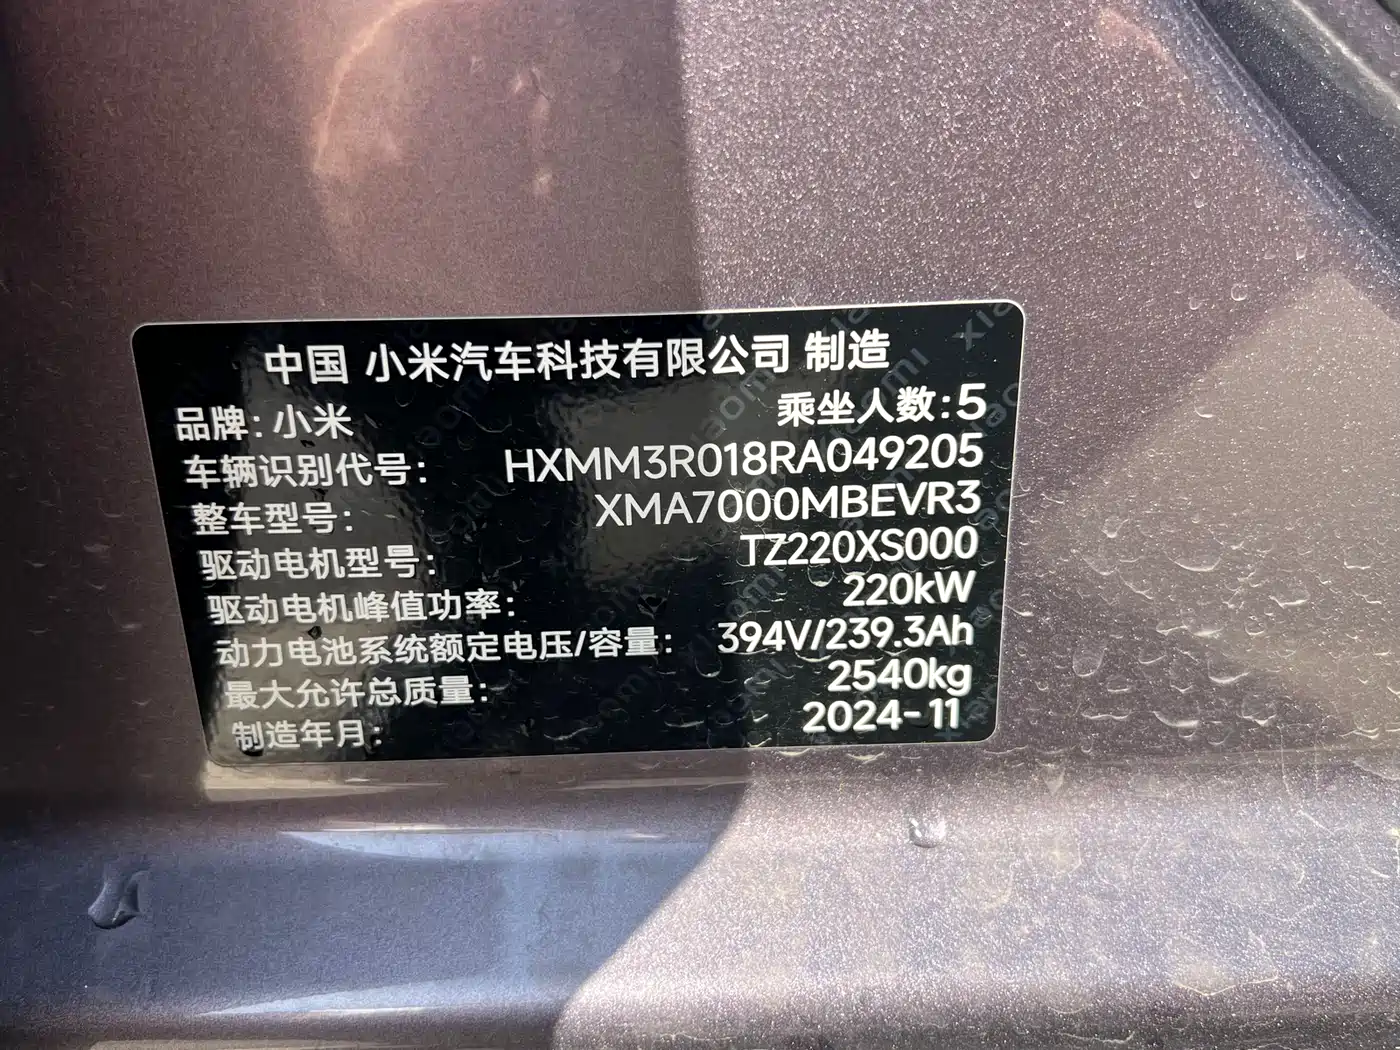 中国 小米汽车科技有限公司 制造
品牌：小米 乘坐人数：5
车辆识别代号： HXMM3R018RA049205
整车型号： XMA7000MBEVR3
驱动电机型号： TZ220XS000
驱动电机峰值功率： 220kW
动力电池系统额定电压/容量： 394V/239.3Ah
最大允许总质量： 2540kg
制造年月： 2024-11
xiaomi